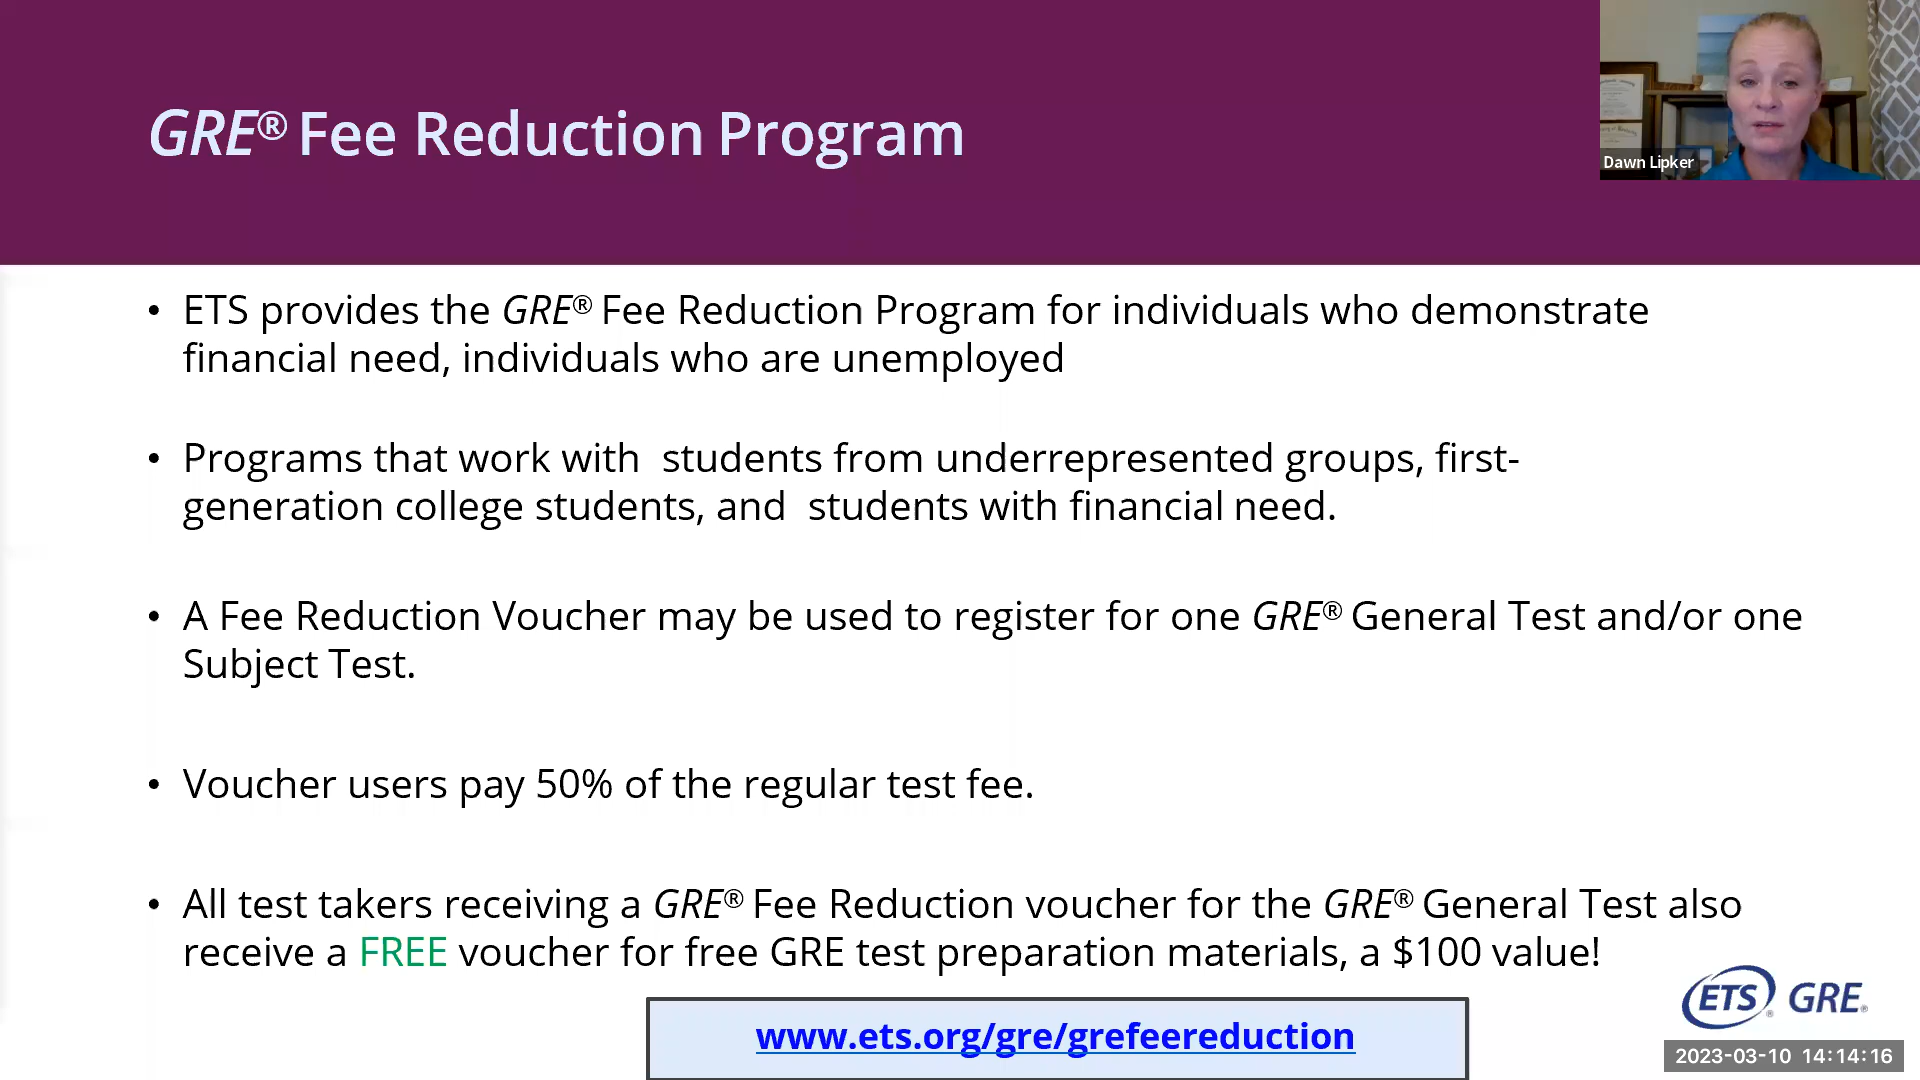 GRE® Fee Reduction Program
Dawn Lipker
• ETS provides the GRE® Fee Reduction Program for individuals who demonstrate
financial need, individuals who are unemployed
• Programs that work with  students from underrepresented groups, first-
generation college students, and  students with financial need.
• A Fee Reduction Voucher may be used to register for one GRE® General Test and/or one
Subject Test.
• Voucher users pay 50% of the regular test fee.
• All test takers receiving a GRE® Fee Reduction voucher for the GRE® General Test also
receive a FREE voucher for free GRE test preparation materials, a $100 value!
www.ets.org/gre/grefeereduction
ETS® GRE®
2023-03-10 14:14:16